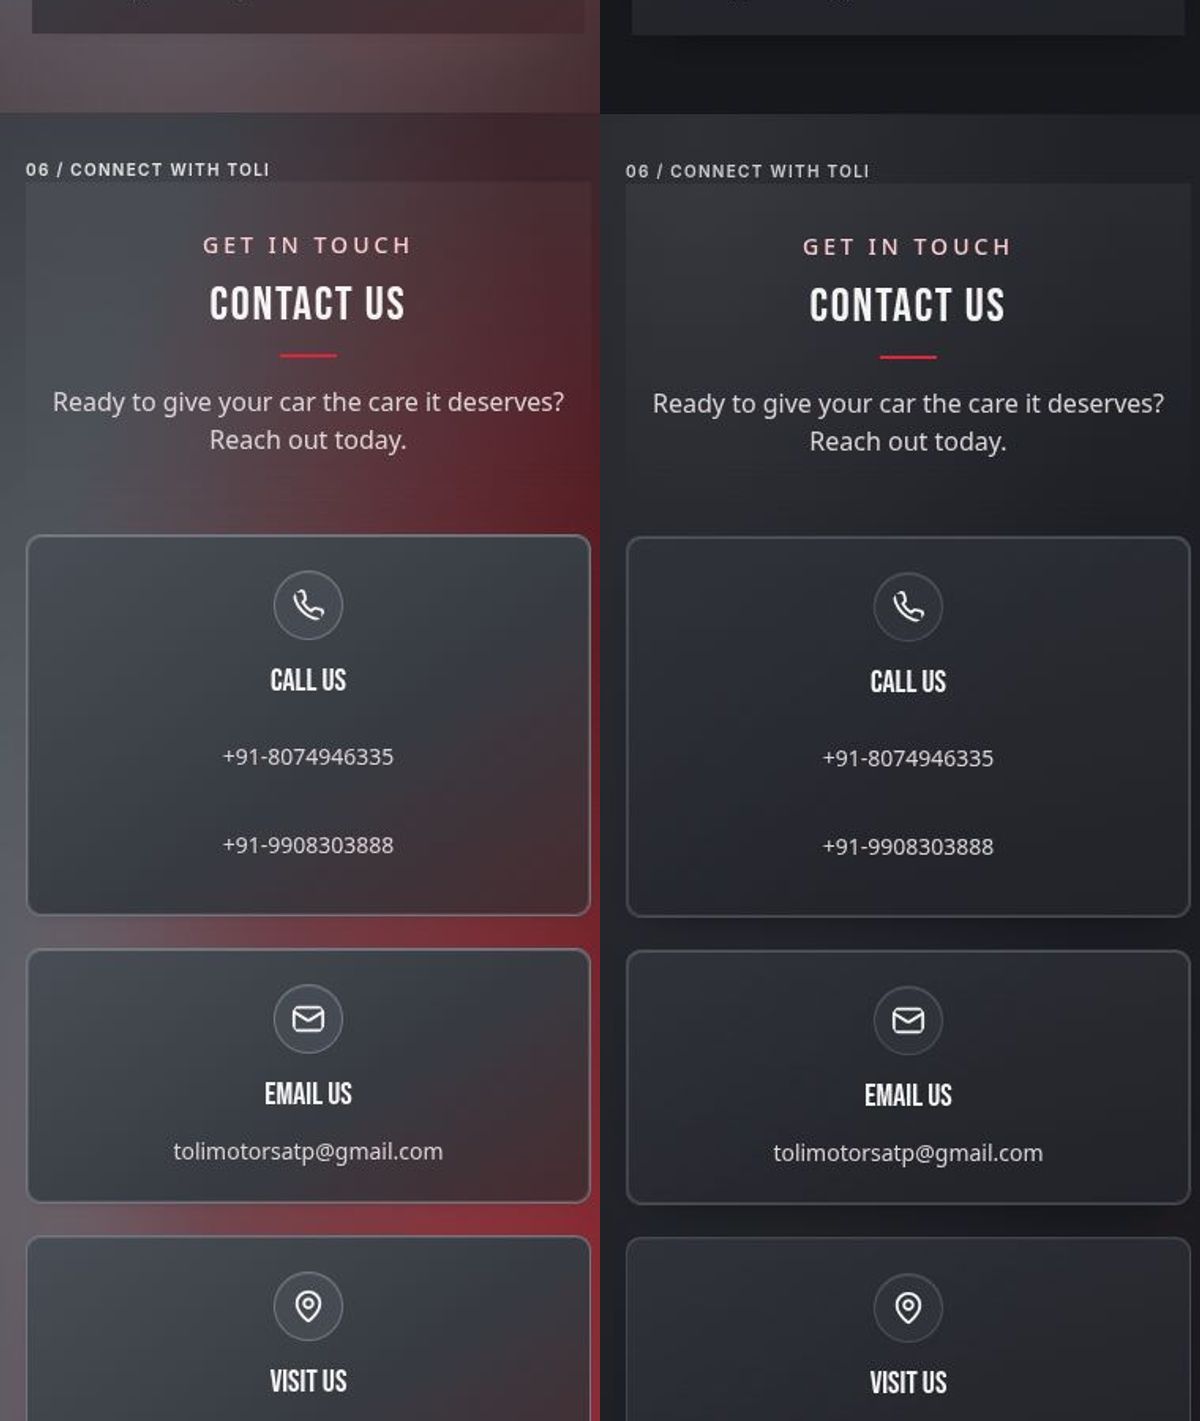 06 / CONNECT WITH TOLI
GET IN TOUCH
CONTACT US
Ready to give your car the care it deserves?
Reach out today.
CALL US
+91-8074946335
+91-9908303888
EMAIL US
tolimotorsatp@gmail.com
VISIT US
06 / CONNECT WITH TOLI
GET IN TOUCH
CONTACT US
Ready to give your car the care it deserves?
Reach out today.
CALL US
+91-8074946335
+91-9908303888
EMAIL US
tolimotorsatp@gmail.com
VISIT US